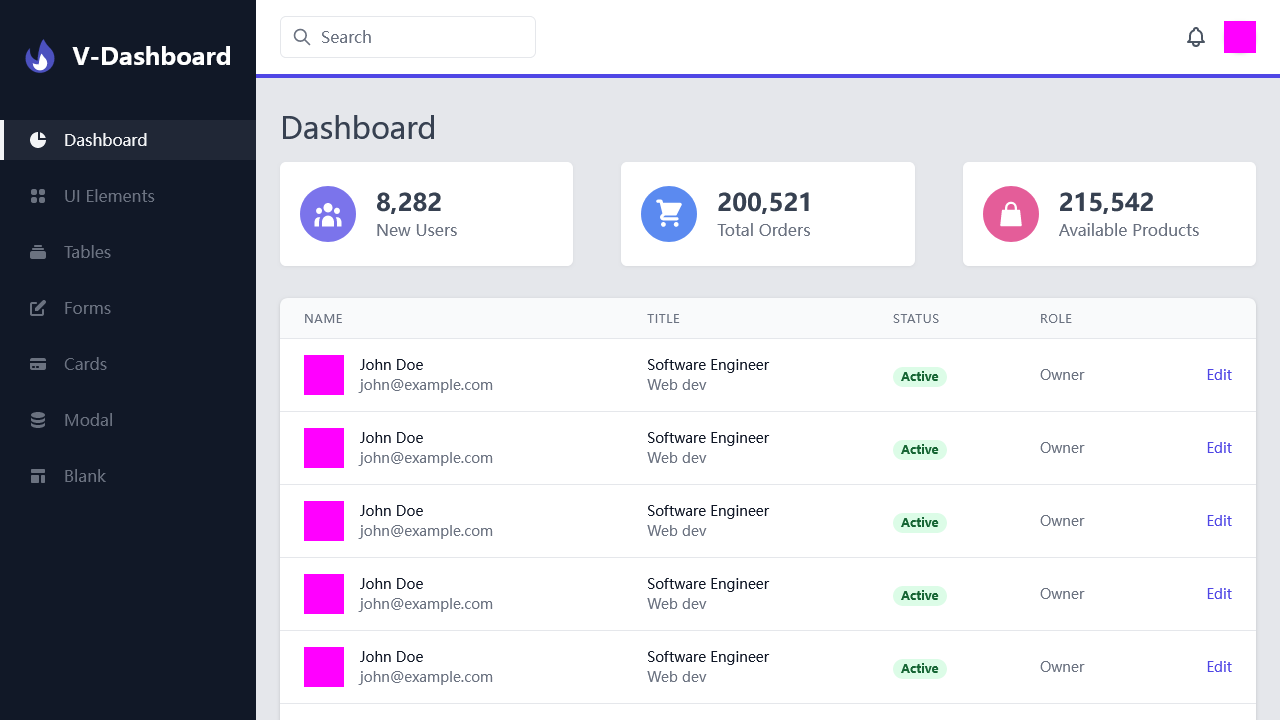 V-Dashboard
Search
Dashboard
UI Elements
Tables
Forms
Cards
Modal
Blank
Dashboard
8,282
New Users
200,521
Total Orders
215,542
Available Products
NAME TITLE STATUS ROLE
John Doe Software Engineer
john@example.com Web dev Active Owner Edit
John Doe Software Engineer
john@example.com Web dev Active Owner Edit
John Doe Software Engineer
john@example.com Web dev Active Owner Edit
John Doe Software Engineer
john@example.com Web dev Active Owner Edit
John Doe Software Engineer
john@example.com Web dev Active Owner Edit